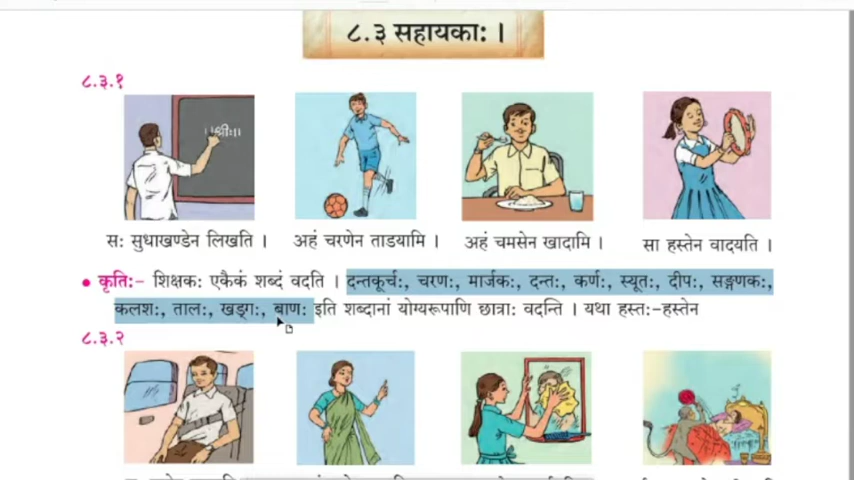 ८.३ सहायकाः ।
८.३.१
॥श्रीः॥
सः सुधाखण्डेन लिखति ।
अहं चरणेन ताडयामि ।
अहं चमसेन खादामि ।
सा हस्तेन वादयति ।
• कृतिः- शिक्षकः एकैकं शब्दं वदति । दन्तकूर्चः, चरणः, मार्जकः, दन्तः, कर्णः, स्यूतः, दीपः, सङ्गणकः,
कलशः, तालः, खड्गः, बाणः इति शब्दानां योग्यरूपाणि छात्राः वदन्ति । यथा हस्तः-हस्तेन
८.३.२